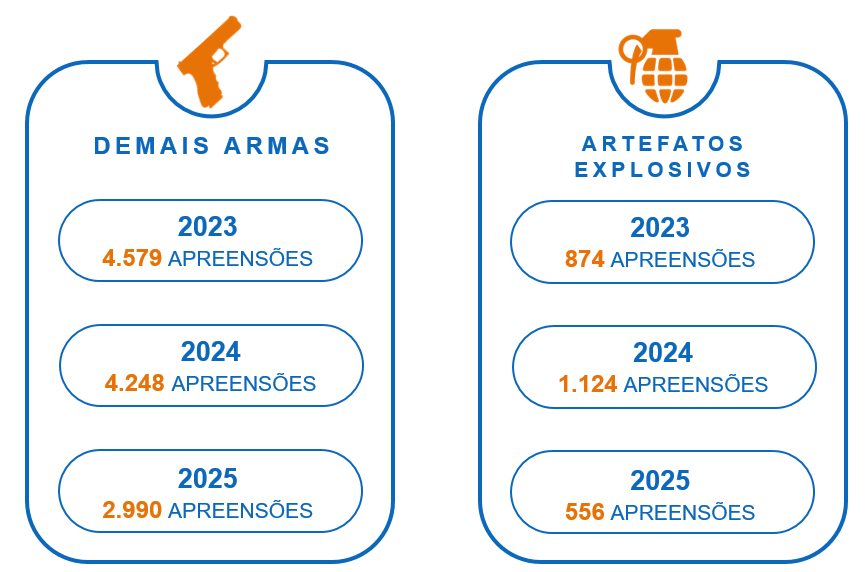 DEMAIS ARMAS
2023
4.579 APREENSÕES
2024
4.248 APREENSÕES
2025
2.990 APREENSÕES
ARTEFATOS
EXPLOSIVOS
2023
874 APREENSÕES
2024
1.124 APREENSÕES
2025
556 APREENSÕES